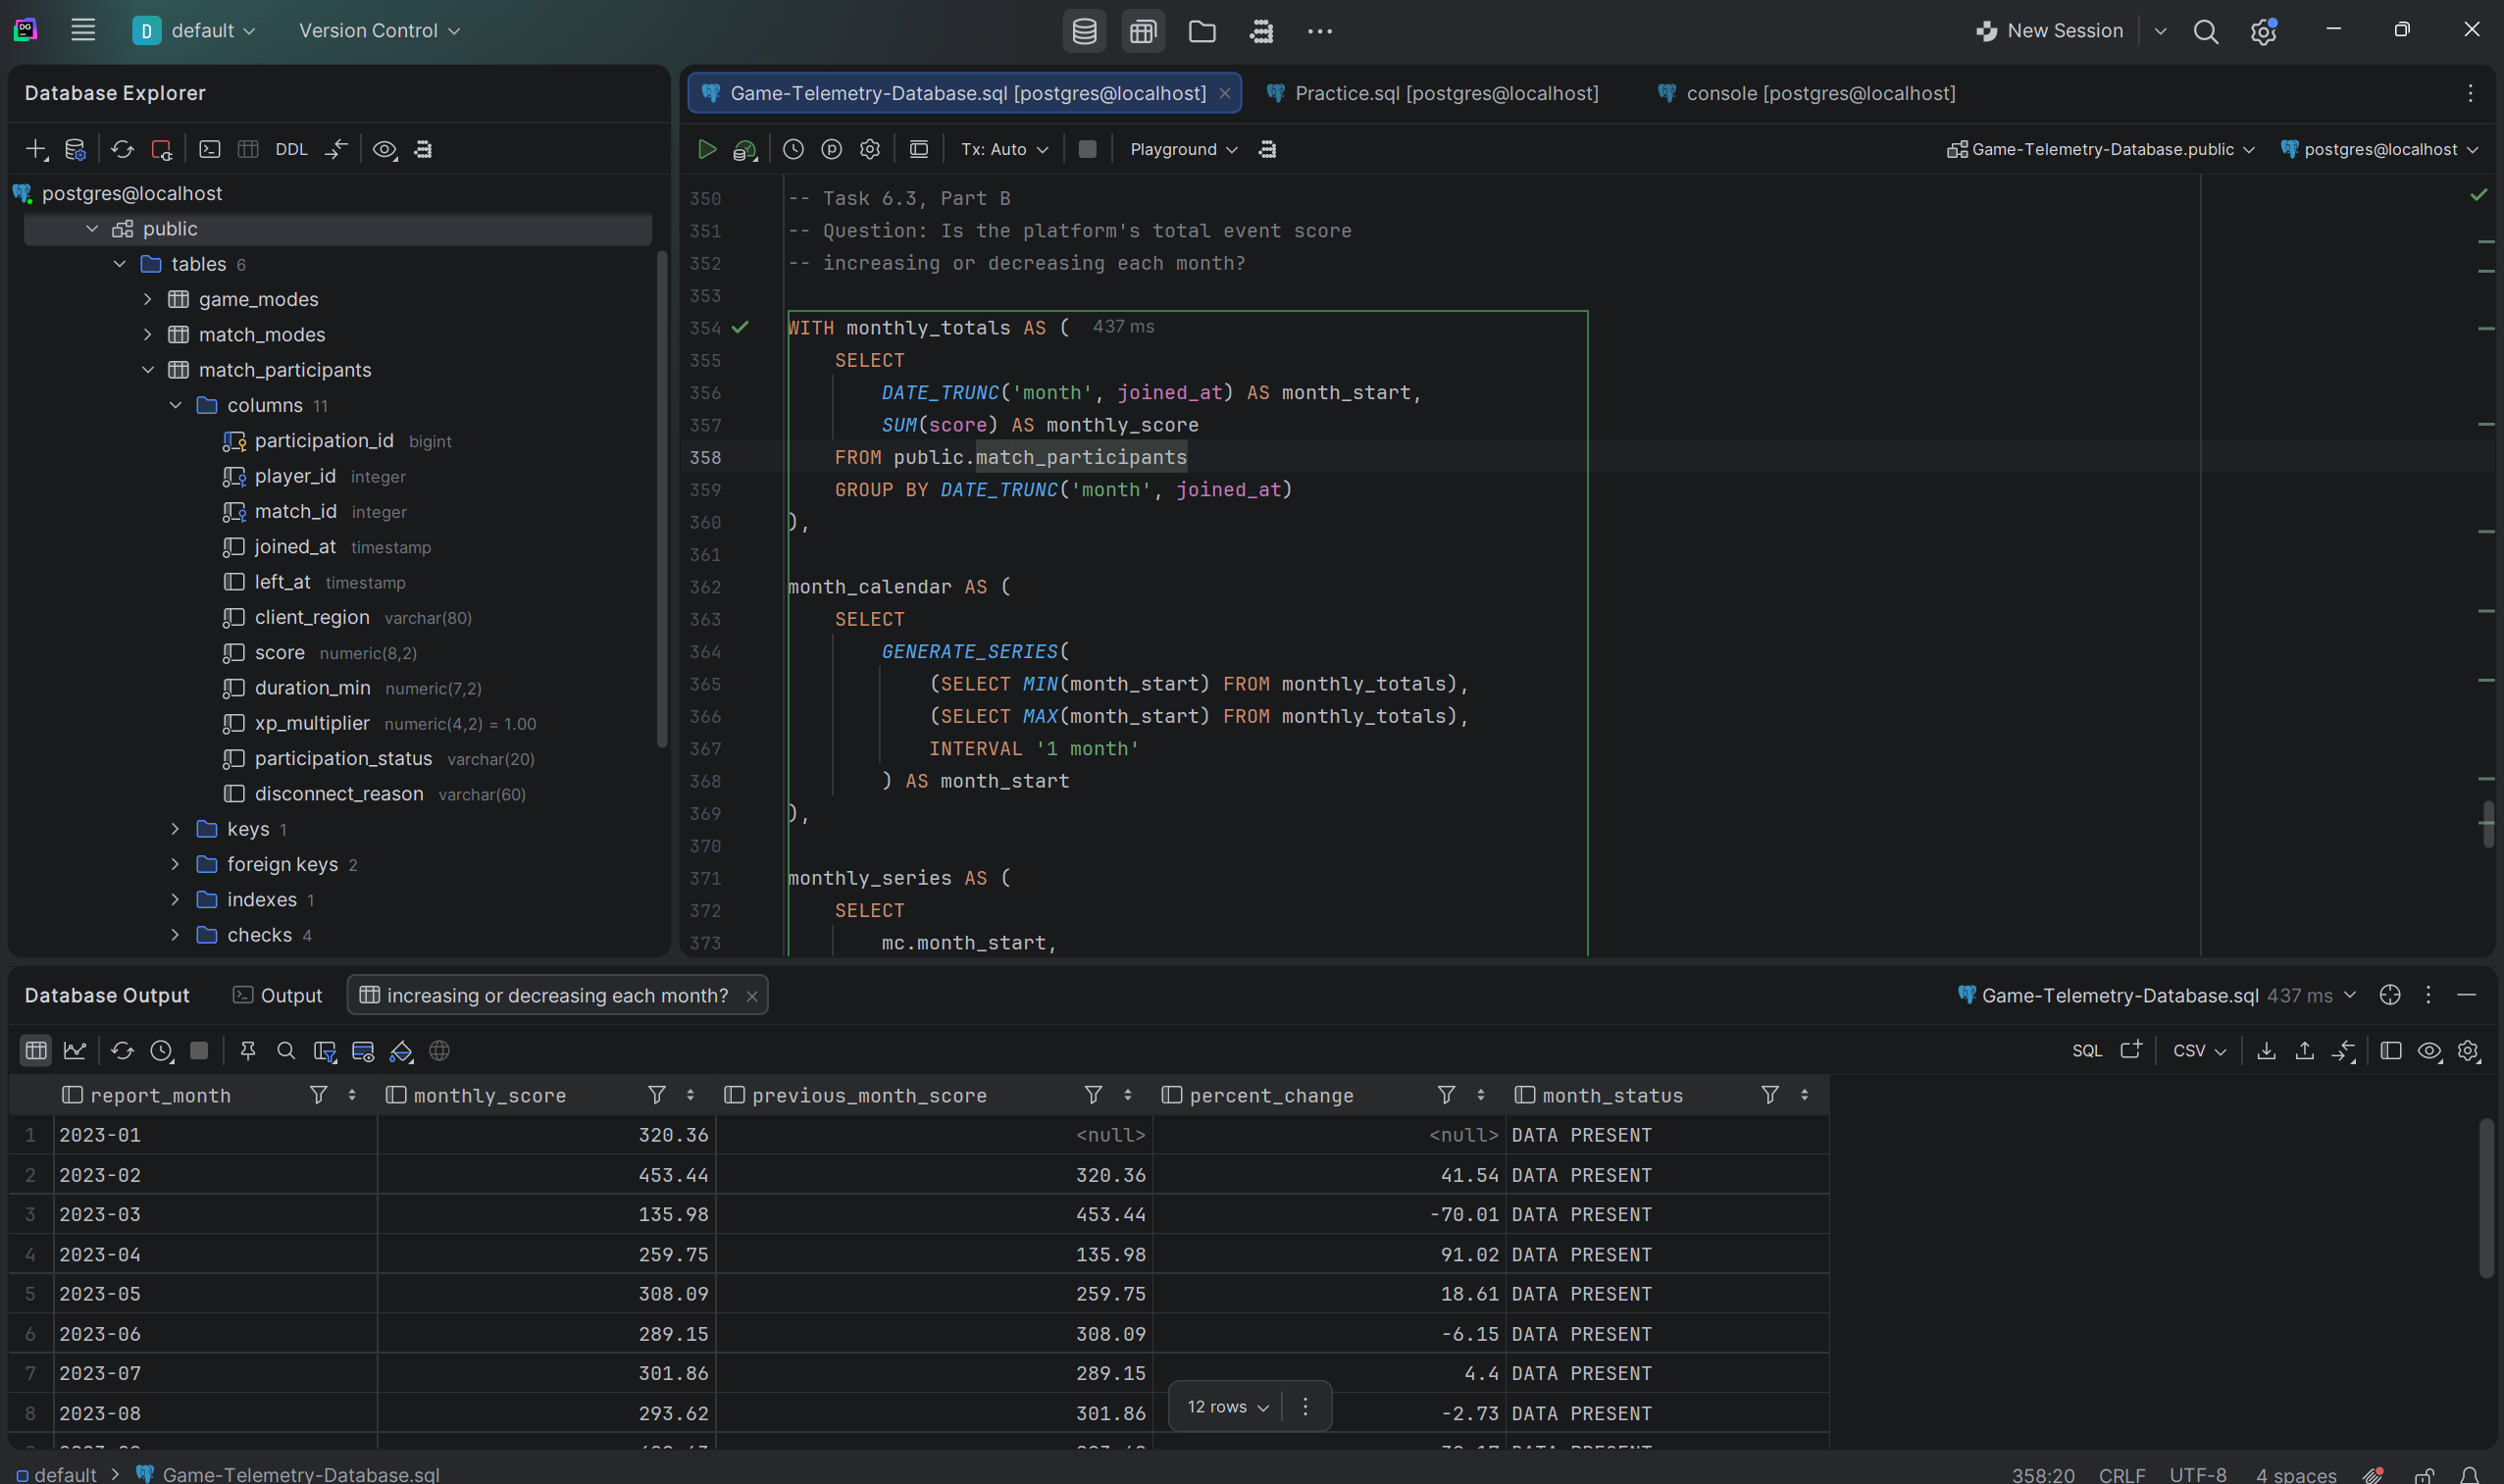 D default Version Control New Session
Database Explorer
DDL
postgres@localhost
public
tables 6
game_modes
match_modes
match_participants
columns 11
participation_id bigint
player_id integer
match_id integer
joined_at timestamp
left_at timestamp
client_region varchar(80)
score numeric(8,2)
duration_min numeric(7,2)
xp_multiplier numeric(4,2) = 1.00
participation_status varchar(20)
disconnect_reason varchar(60)
keys 1
foreign keys 2
indexes 1
checks 4
Game-Telemetry-Database.sql [postgres@localhost] Practice.sql [postgres@localhost] console [postgres@localhost]
Tx: Auto Playground Game-Telemetry-Database.public postgres@localhost
350 -- Task 6.3, Part B
351 -- Question: Is the platform's total event score
352 -- increasing or decreasing each month?
353
354 WITH monthly_totals AS ( 437 ms
355 SELECT
356 DATE_TRUNC('month', joined_at) AS month_start,
357 SUM(score) AS monthly_score
358 FROM public.match_participants
359 GROUP BY DATE_TRUNC('month', joined_at)
360 ),
361
362 month_calendar AS (
363 SELECT
364 GENERATE_SERIES(
365 (SELECT MIN(month_start) FROM monthly_totals),
366 (SELECT MAX(month_start) FROM monthly_totals),
367 INTERVAL '1 month'
368 ) AS month_start
369 ),
370
371 monthly_series AS (
372 SELECT
373 mc.month_start,
Database Output Output increasing or decreasing each month? Game-Telemetry-Database.sql 437 ms
SQL CSV
report_month monthly_score previous_month_score percent_change month_status
1 2023-01 320.36 <null> <null> DATA PRESENT
2 2023-02 453.44 320.36 41.54 DATA PRESENT
3 2023-03 135.98 453.44 -70.01 DATA PRESENT
4 2023-04 259.75 135.98 91.02 DATA PRESENT
5 2023-05 308.09 259.75 18.61 DATA PRESENT
6 2023-06 289.15 308.09 -6.15 DATA PRESENT
7 2023-07 301.86 289.15 4.4 DATA PRESENT
8 2023-08 293.62 301.86 -2.73 DATA PRESENT
12 rows
default > Game-Telemetry-Database.sql 358:20 CRLF UTF-8 4 spaces